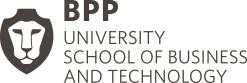 BPP
UNIVERSITY
SCHOOL OF BUSINESS
AND TECHNOLOGY